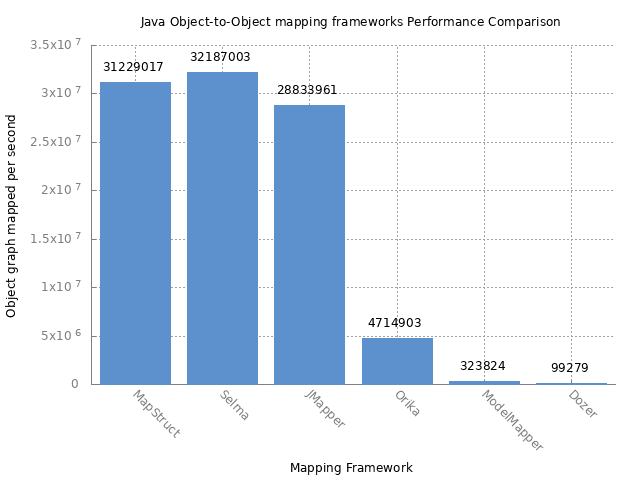 Java Object-to-Object mapping frameworks Performance Comparison
3.5x10 7
3x10 7
2.5x10 7
2x10 7
1.5x10 7
1x10 7
5x10 6
0
Object graph mapped per second
31229017
32187003
28833961
4714903
323824
99279
MapStruct
Selma
JMapper
Orika
ModelMapper
Dozer
Mapping Framework